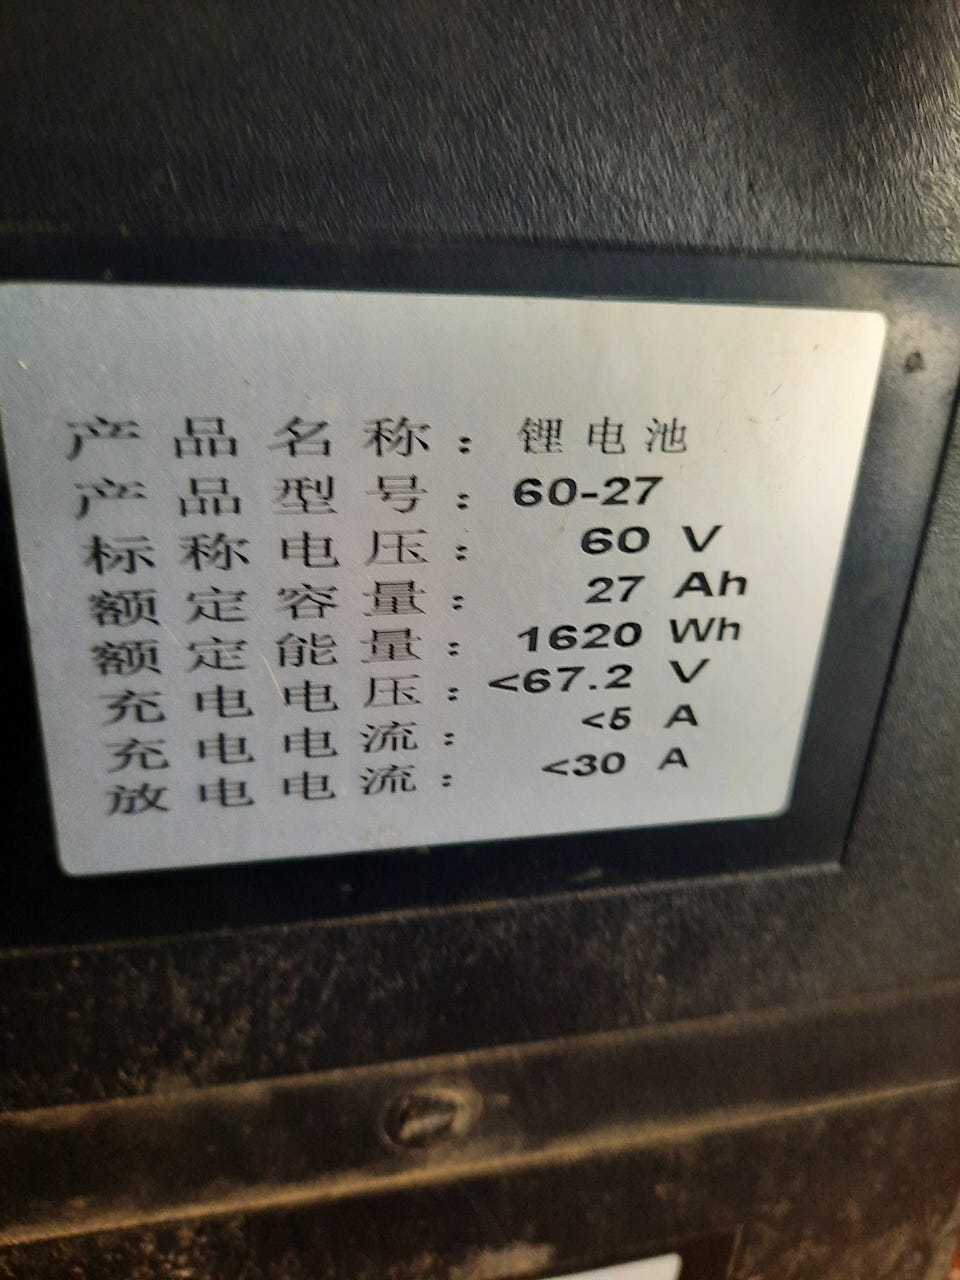 产品名称：锂电池
产品型号：60-27
标称电压：60 V
额定容量：27 Ah
额定能量：1620 Wh
充电电压：<67.2 V
充电电流：<5 A
放电电流：<30 A